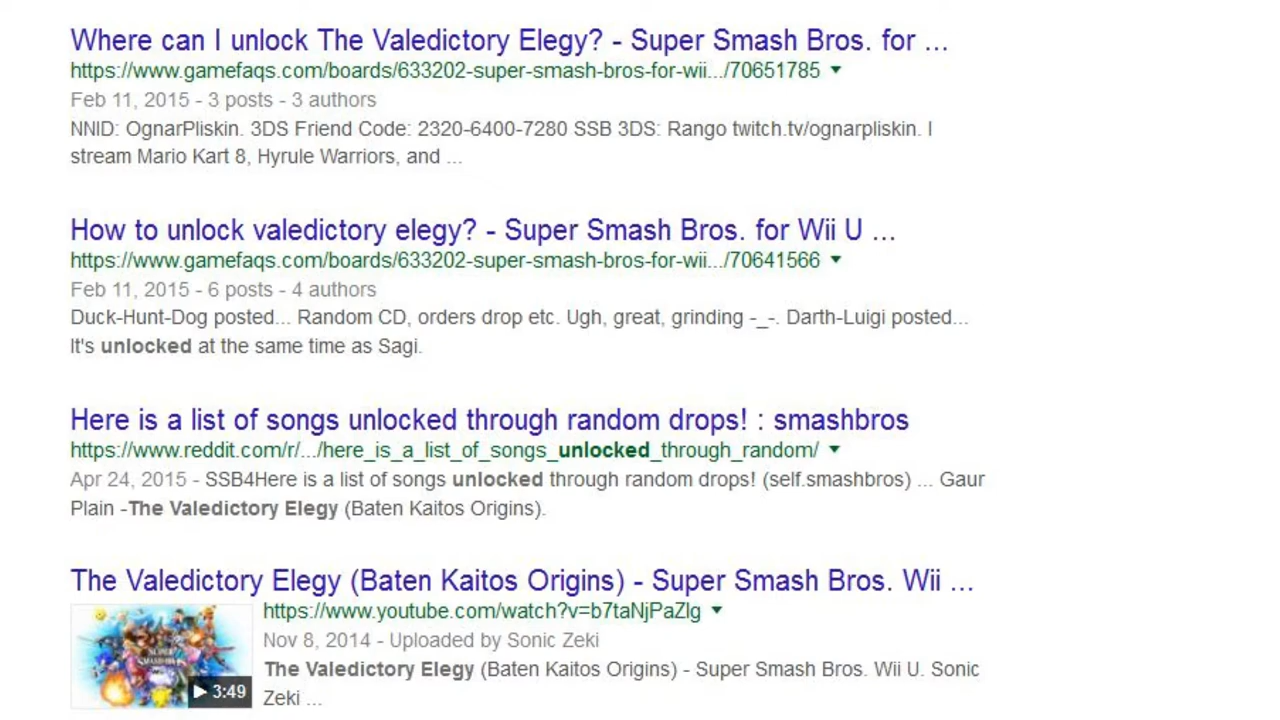 Where can I unlock The Valedictory Elegy? - Super Smash Bros. for ...
https://www.gamefaqs.com/boards/633202-super-smash-bros-for-wii.../70651785
Feb 11, 2015 - 3 posts - 3 authors
NNID: OgnarPliskin. 3DS Friend Code: 2320-6400-7280 SSB 3DS: Rango twitch.tv/ognarpliskin. I
stream Mario Kart 8, Hyrule Warriors, and ...
How to unlock valedictory elegy? - Super Smash Bros. for Wii U ...
https://www.gamefaqs.com/boards/633202-super-smash-bros-for-wii.../70641566
Feb 11, 2015 - 6 posts - 4 authors
Duck-Hunt-Dog posted... Random CD, orders drop etc. Ugh, great, grinding -_-. Darth-Luigi posted...
It's unlocked at the same time as Sagi.
Here is a list of songs unlocked through random drops! : smashbros
https://www.reddit.com/r/.../here_is_a_list_of_songs_unlocked_through_random/
Apr 24, 2015 - SSB4Here is a list of songs unlocked through random drops! (self.smashbros) ... Gaur
Plain -The Valedictory Elegy (Baten Kaitos Origins).
The Valedictory Elegy (Baten Kaitos Origins) - Super Smash Bros. Wii ...
https://www.youtube.com/watch?v=b7taNjPaZlg
Nov 8, 2014 - Uploaded by Sonic Zeki
The Valedictory Elegy (Baten Kaitos Origins) - Super Smash Bros. Wii U. Sonic
Zeki ...
3:49